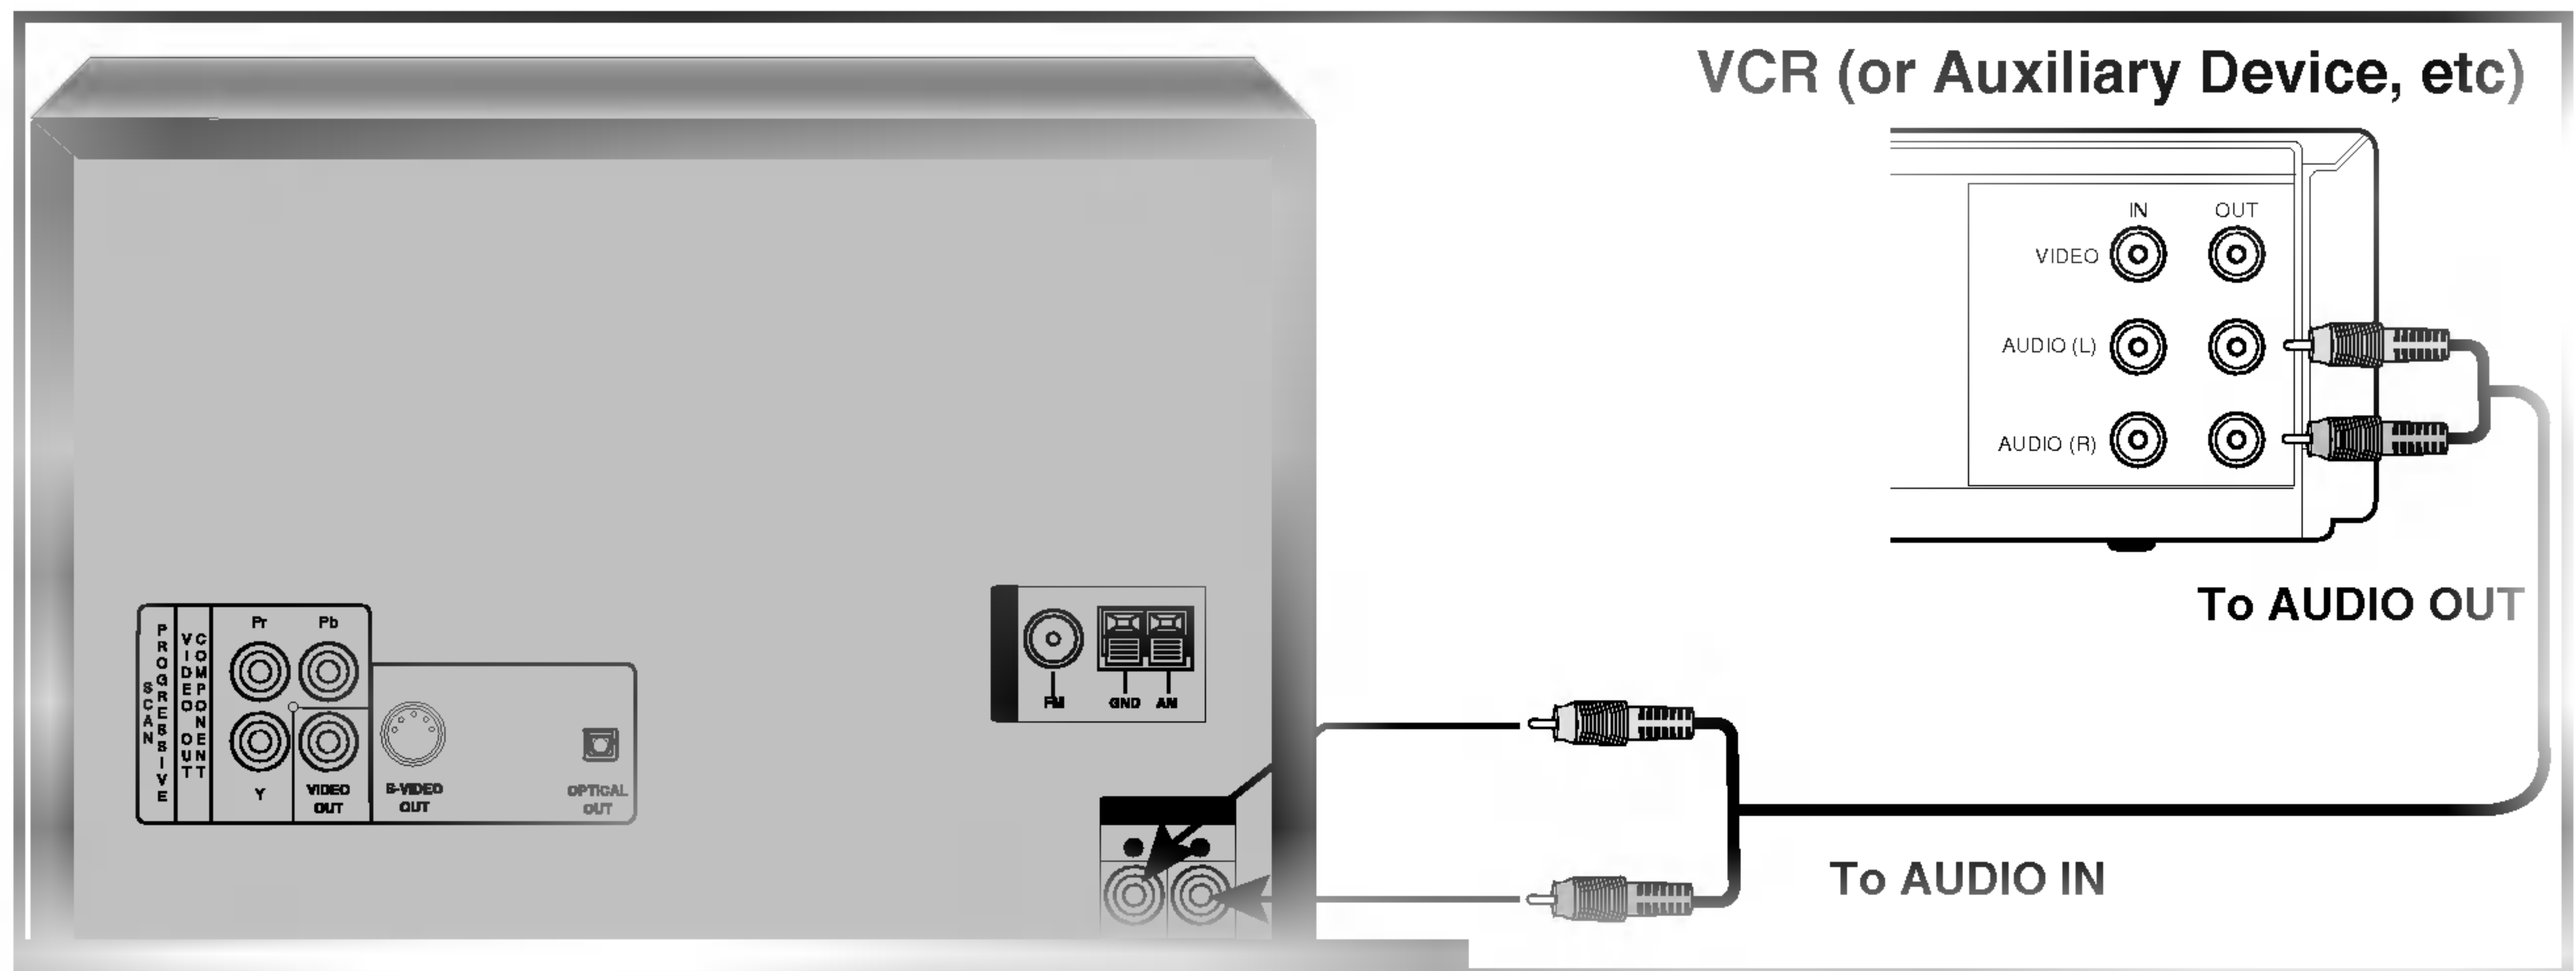 VCR (or Auxiliary Device, etc)
IN OUT
VIDEO
AUDIO (L)
AUDIO (R)
To AUDIO OUT
PROGRESSIVE
SCAN
COMPONENT
VIDEO OUT
Pr Pb
Y
VIDEO
OUT
S-VIDEO
OUT
OPTICAL
OUT
FM GND AM
To AUDIO IN